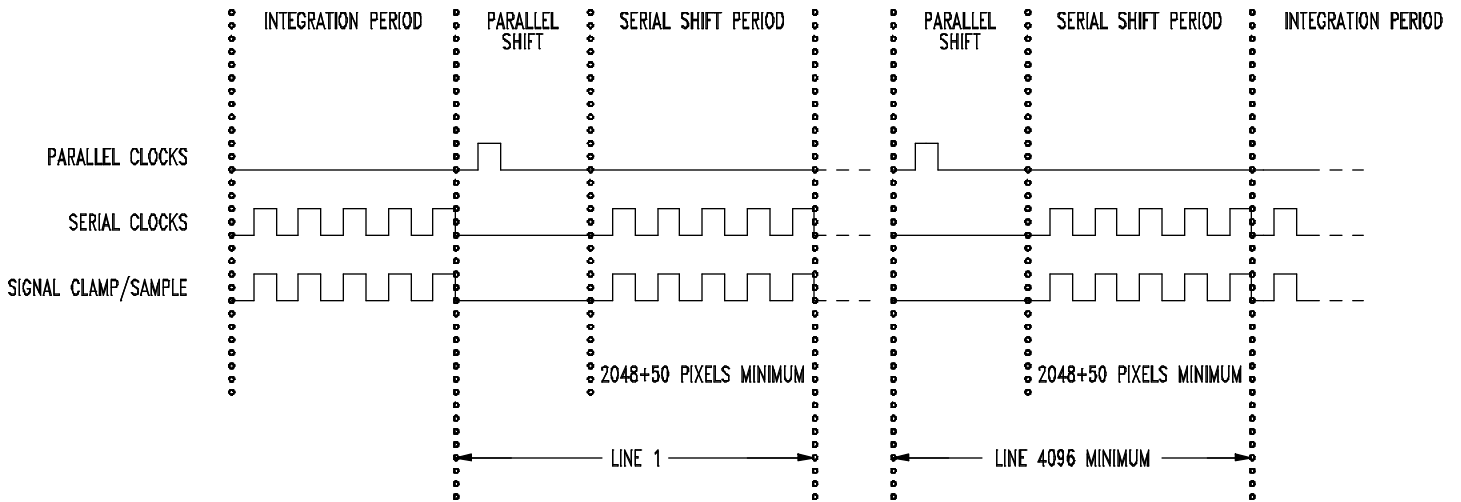 INTEGRATION PERIOD
PARALLEL
SHIFT
SERIAL SHIFT PERIOD
PARALLEL
SHIFT
SERIAL SHIFT PERIOD
INTEGRATION PERIOD
PARALLEL CLOCKS
SERIAL CLOCKS
SIGNAL CLAMP/SAMPLE
2048+50 PIXELS MINIMUM
2048+50 PIXELS MINIMUM
LINE 1
LINE 4096 MINIMUM